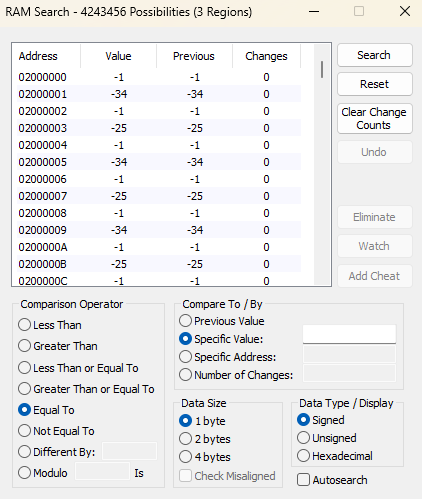 RAM Search - 4243456 Possibilities (3 Regions)
Address Value Previous Changes
02000000 -1 -1 0
02000001 -34 -34 0
02000002 -1 -1 0
02000003 -25 -25 0
02000004 -1 -1 0
02000005 -34 -34 0
02000006 -1 -1 0
02000007 -25 -25 0
02000008 -1 -1 0
02000009 -34 -34 0
0200000A -1 -1 0
0200000B -25 -25 0
0200000C -1 -1 0
Search
Reset
Clear Change
Counts
Undo
Eliminate
Watch
Add Cheat
Comparison Operator
Less Than
Greater Than
Less Than or Equal To
Greater Than or Equal To
Equal To
Not Equal To
Different By:
Modulo Is
Compare To / By
Previous Value
Specific Value:
Specific Address:
Number of Changes:
Data Size
1 byte
2 bytes
4 bytes
Check Misaligned
Data Type / Display
Signed
Unsigned
Hexadecimal
Autosearch